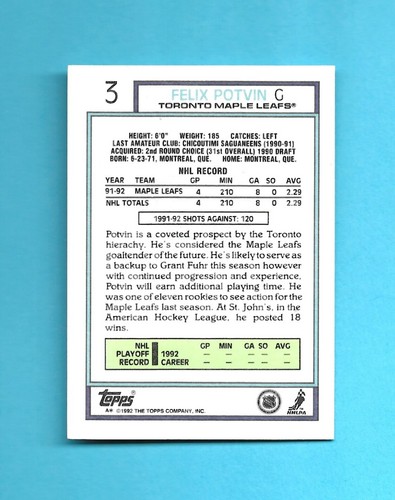 3
FELIX POTVIN G
TORONTO MAPLE LEAFS®
HEIGHT: 6'0" WEIGHT: 185 CATCHES: LEFT
LAST AMATEUR CLUB: CHICOUTIMI SAGUANEENS (1990-91)
ACQUIRED: 2nd ROUND CHOICE (31st OVERALL) 1990 DRAFT
BORN: 6-23-71, MONTREAL, QUE. HOME: MONTREAL, QUE.
NHL RECORD
YEAR TEAM GP MIN GA SO AVG
91-92 MAPLE LEAFS 4 210 8 0 2.29
NHL TOTALS 4 210 8 0 2.29
1991-92 SHOTS AGAINST: 120
Potvin is a coveted prospect by the Toronto
hierachy. He's considered the Maple Leafs
goaltender of the future. He's likely to serve as
a backup to Grant Fuhr this season however
with continued progression and experience,
Potvin will earn additional playing time. He
was one of eleven rookies to see action for the
Maple Leafs last season. At St. John's, in the
American Hockey League, he posted 18
wins.
NHL GP MIN GA SO AVG
PLAYOFF 1992 — — — — —
RECORD CAREER — — — — —
topps
A* ©1992 THE TOPPS COMPANY, INC.
NHL
NHLPA